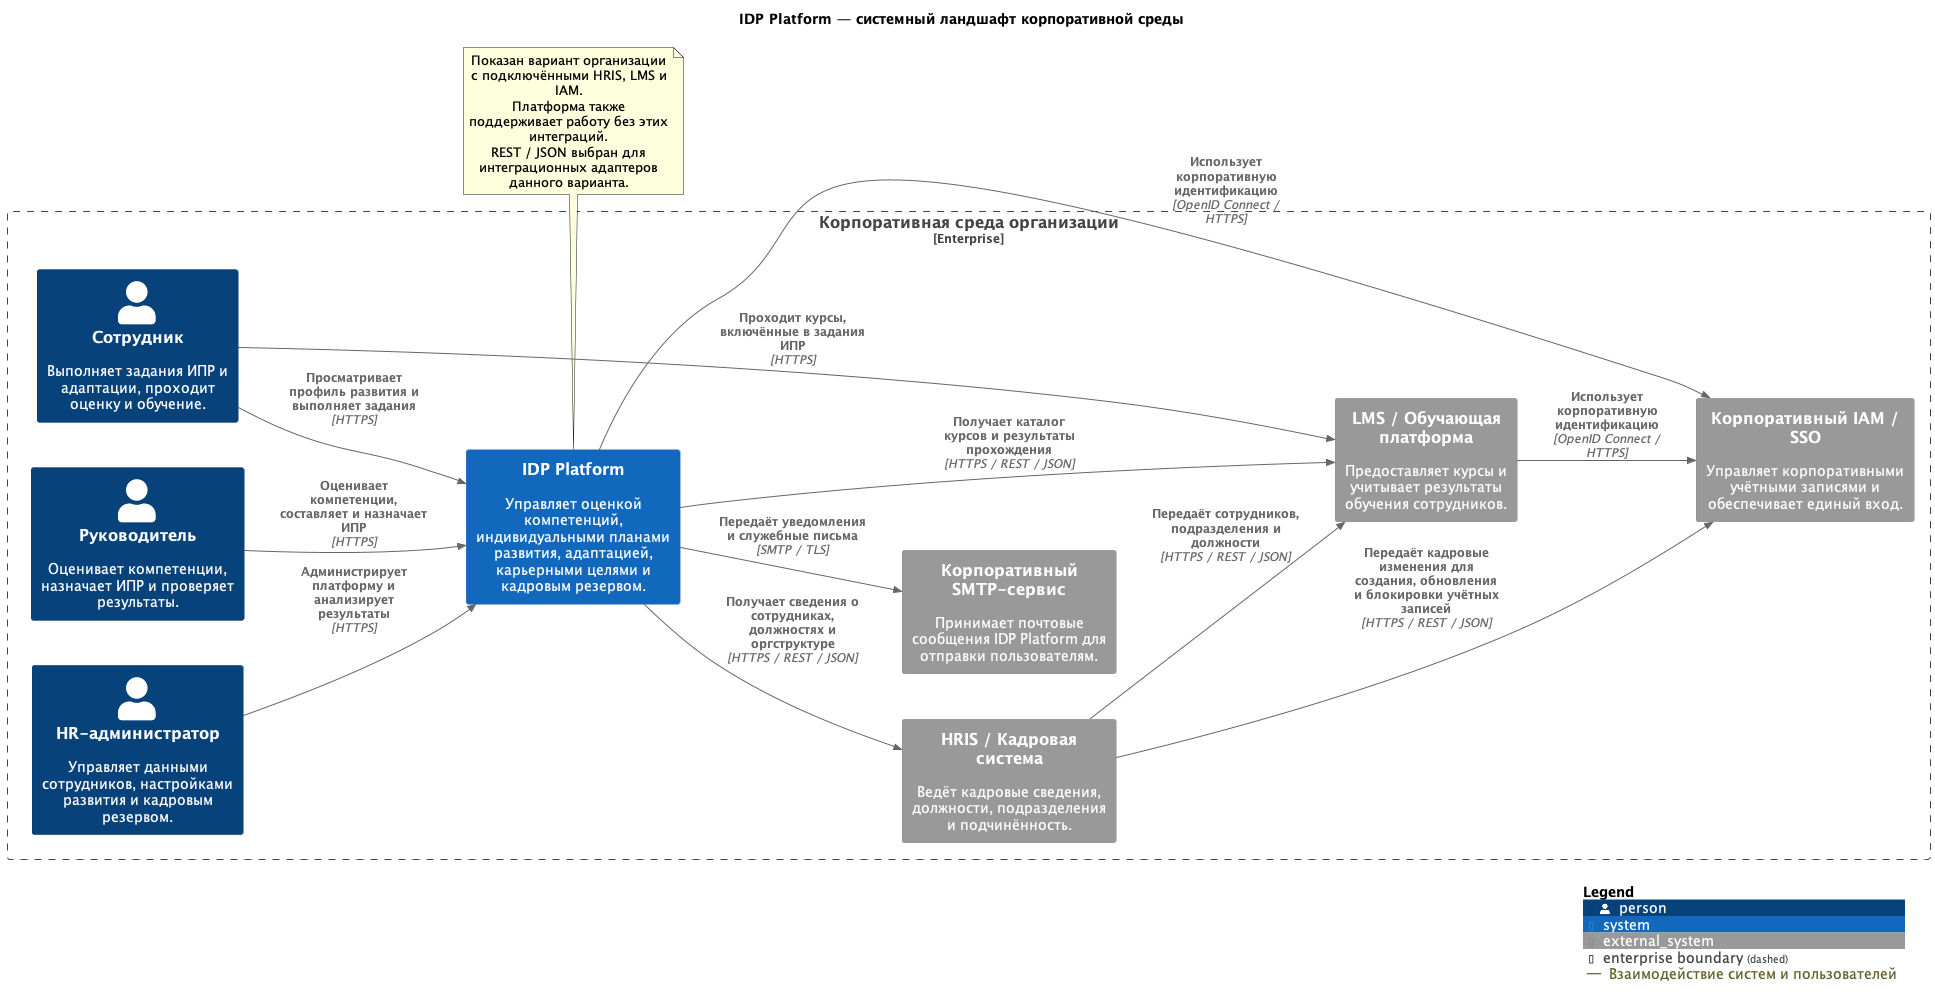 IDP Platform — системный ландшафт корпоративной среды
Показан вариант организации
с подключёнными HRIS, LMS и
IAM.
Платформа также
поддерживает работу без этих
интеграций.
REST / JSON выбран для
интеграционных адаптеров
данного варианта.
Использует
корпоративную
идентификацию
[OpenID Connect /
HTTPS]
Корпоративная среда организации
[Enterprise]
Сотрудник
Выполняет задания ИПР и
адаптации, проходит
оценку и обучение.
Проходит курсы,
включённые в задания
ИПР
[HTTPS]
Просматривает
профиль развития и
выполняет задания
[HTTPS]
Руководитель
Оценивает компетенции,
назначает ИПР и проверяет
результаты.
Оценивает
компетенции,
составляет и назначает
ИПР
[HTTPS]
Администрирует
платформу и
анализирует
результаты
[HTTPS]
HR-администратор
Управляет данными
сотрудников, настройками
развития и кадровым
резервом.
IDP Platform
Управляет оценкой
компетенций,
индивидуальными планами
развития, адаптацией,
карьерными целями и
кадровым резервом.
Получает каталог
курсов и результаты
прохождения
[HTTPS / REST / JSON]
Передаёт уведомления
и служебные письма
[SMTP / TLS]
Получает сведения о
сотрудниках,
должностях и
оргструктуре
[HTTPS / REST / JSON]
Корпоративный
SMTP-сервис
Принимает почтовые
сообщения IDP Platform для
отправки пользователям.
HRIS / Кадровая
система
Ведёт кадровые сведения,
должности, подразделения
и подчинённость.
LMS / Обучающая
платформа
Предоставляет курсы и
учитывает результаты
обучения сотрудников.
Передаёт сотрудников,
подразделения и
должности
[HTTPS / REST / JSON]
Передаёт кадровые
изменения для
создания, обновления
и блокировки учётных
записей
[HTTPS / REST / JSON]
Использует
корпоративную
идентификацию
[OpenID Connect /
HTTPS]
Корпоративный IAM /
SSO
Управляет корпоративными
учётными записями и
обеспечивает единый вход.
Legend
person
system
external_system
enterprise boundary (dashed)
Взаимодействие систем и пользователей